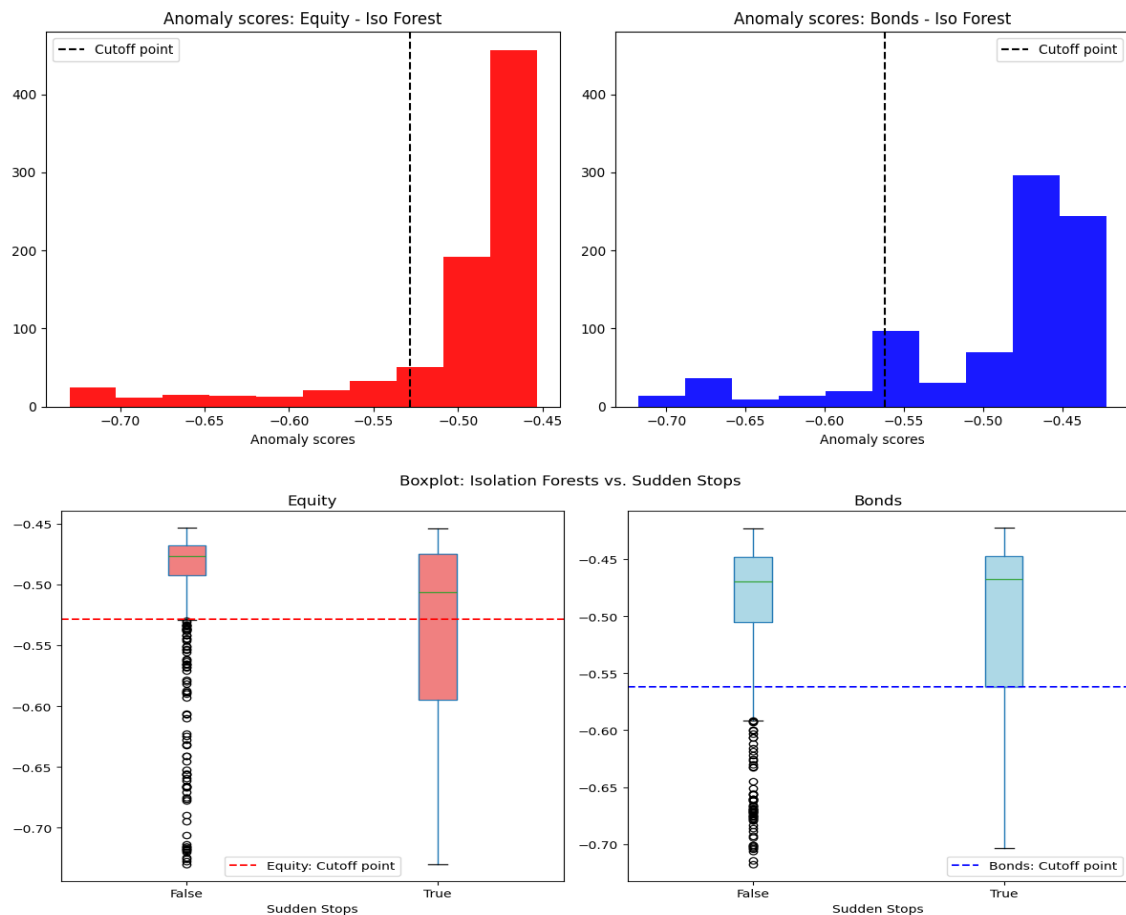 Anomaly scores: Equity - Iso Forest
Cutoff point
400
300
200
100
0
−0.70
−0.65
−0.60
−0.55
−0.50
−0.45
Anomaly scores
Anomaly scores: Bonds - Iso Forest
Cutoff point
400
300
200
100
0
−0.70
−0.65
−0.60
−0.55
−0.50
−0.45
Anomaly scores
Boxplot: Isolation Forests vs. Sudden Stops
Equity
−0.45
−0.50
−0.55
−0.60
−0.65
−0.70
Equity: Cutoff point
False
True
Sudden Stops
Bonds
−0.45
−0.50
−0.55
−0.60
−0.65
−0.70
Bonds: Cutoff point
False
True
Sudden Stops